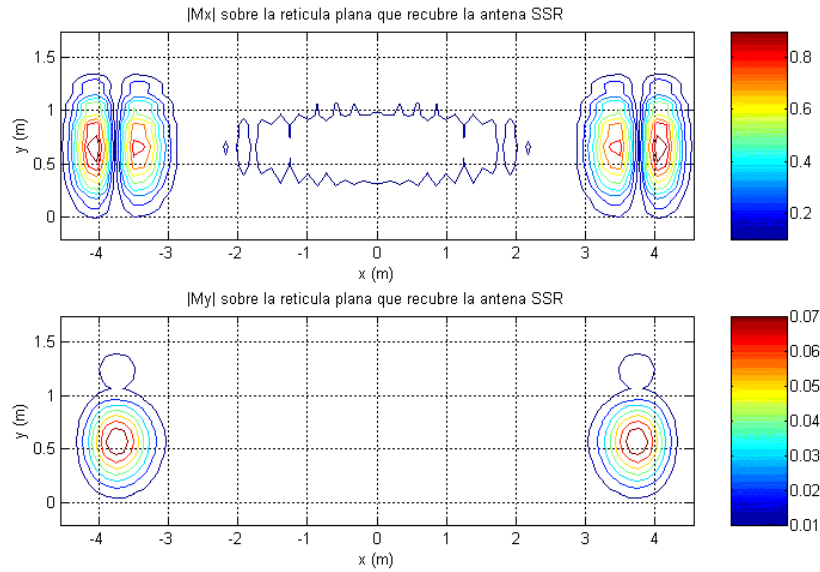 |Mx| sobre la reticula plana que recubre la antena SSR
1.5
1
0.5
0
y (m)
-4 -3 -2 -1 0 1 2 3 4
x (m)
0.8
0.6
0.4
0.2
|My| sobre la reticula plana que recubre la antena SSR
1.5
1
0.5
0
y (m)
-4 -3 -2 -1 0 1 2 3 4
x (m)
0.07
0.06
0.05
0.04
0.03
0.02
0.01